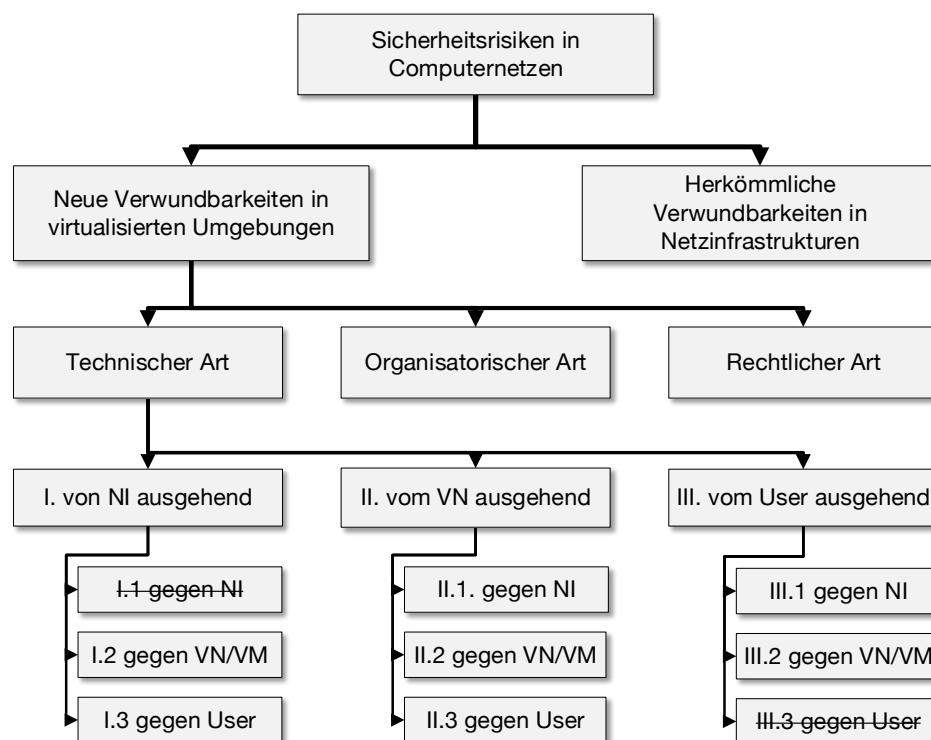 Sicherheitsrisiken in
Computernetzen
Neue Verwundbarkeiten in
virtualisierten Umgebungen
Herkömmliche
Verwundbarkeiten in
Netzinfrastrukturen
Technischer Art
Organisatorischer Art
Rechtlicher Art
I. von NI ausgehend
II. vom VN ausgehend
III. vom User ausgehend
I.1 gegen NI
I.2 gegen VN/VM
I.3 gegen User
II.1. gegen NI
II.2 gegen VN/VM
II.3 gegen User
III.1 gegen NI
III.2 gegen VN/VM
III.3 gegen User